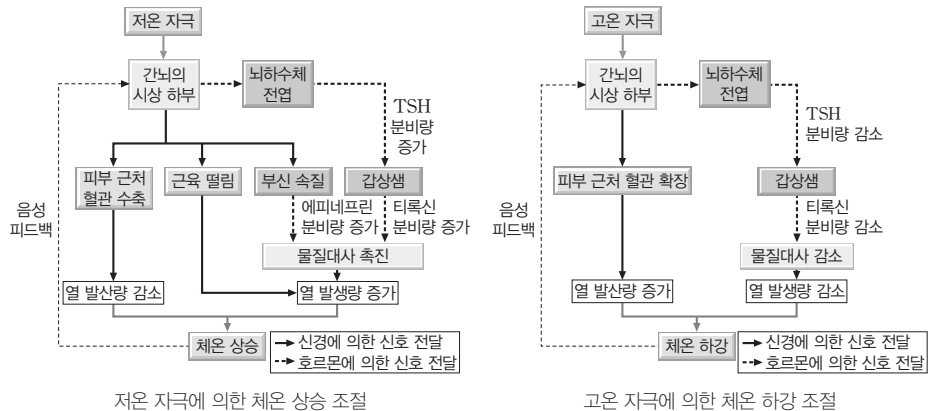 저온 자극
간뇌의
시상 하부
뇌하수체
전엽
TSH
분비량
증가
피부 근처
혈관 수축
근육 떨림
부신 속질
갑상샘
음성
피드백
에피네프린
분비량 증가
티록신
분비량 증가
물질대사 촉진
열 발산량 감소
열 발생량 증가
체온 상승
신경에 의한 신호 전달
호르몬에 의한 신호 전달
저온 자극에 의한 체온 상승 조절
고온 자극
간뇌의
시상 하부
뇌하수체
전엽
TSH
분비량 감소
피부 근처 혈관 확장
갑상샘
음성
피드백
티록신
분비량 감소
물질대사 감소
열 발산량 증가
열 발생량 감소
체온 하강
신경에 의한 신호 전달
호르몬에 의한 신호 전달
고온 자극에 의한 체온 하강 조절